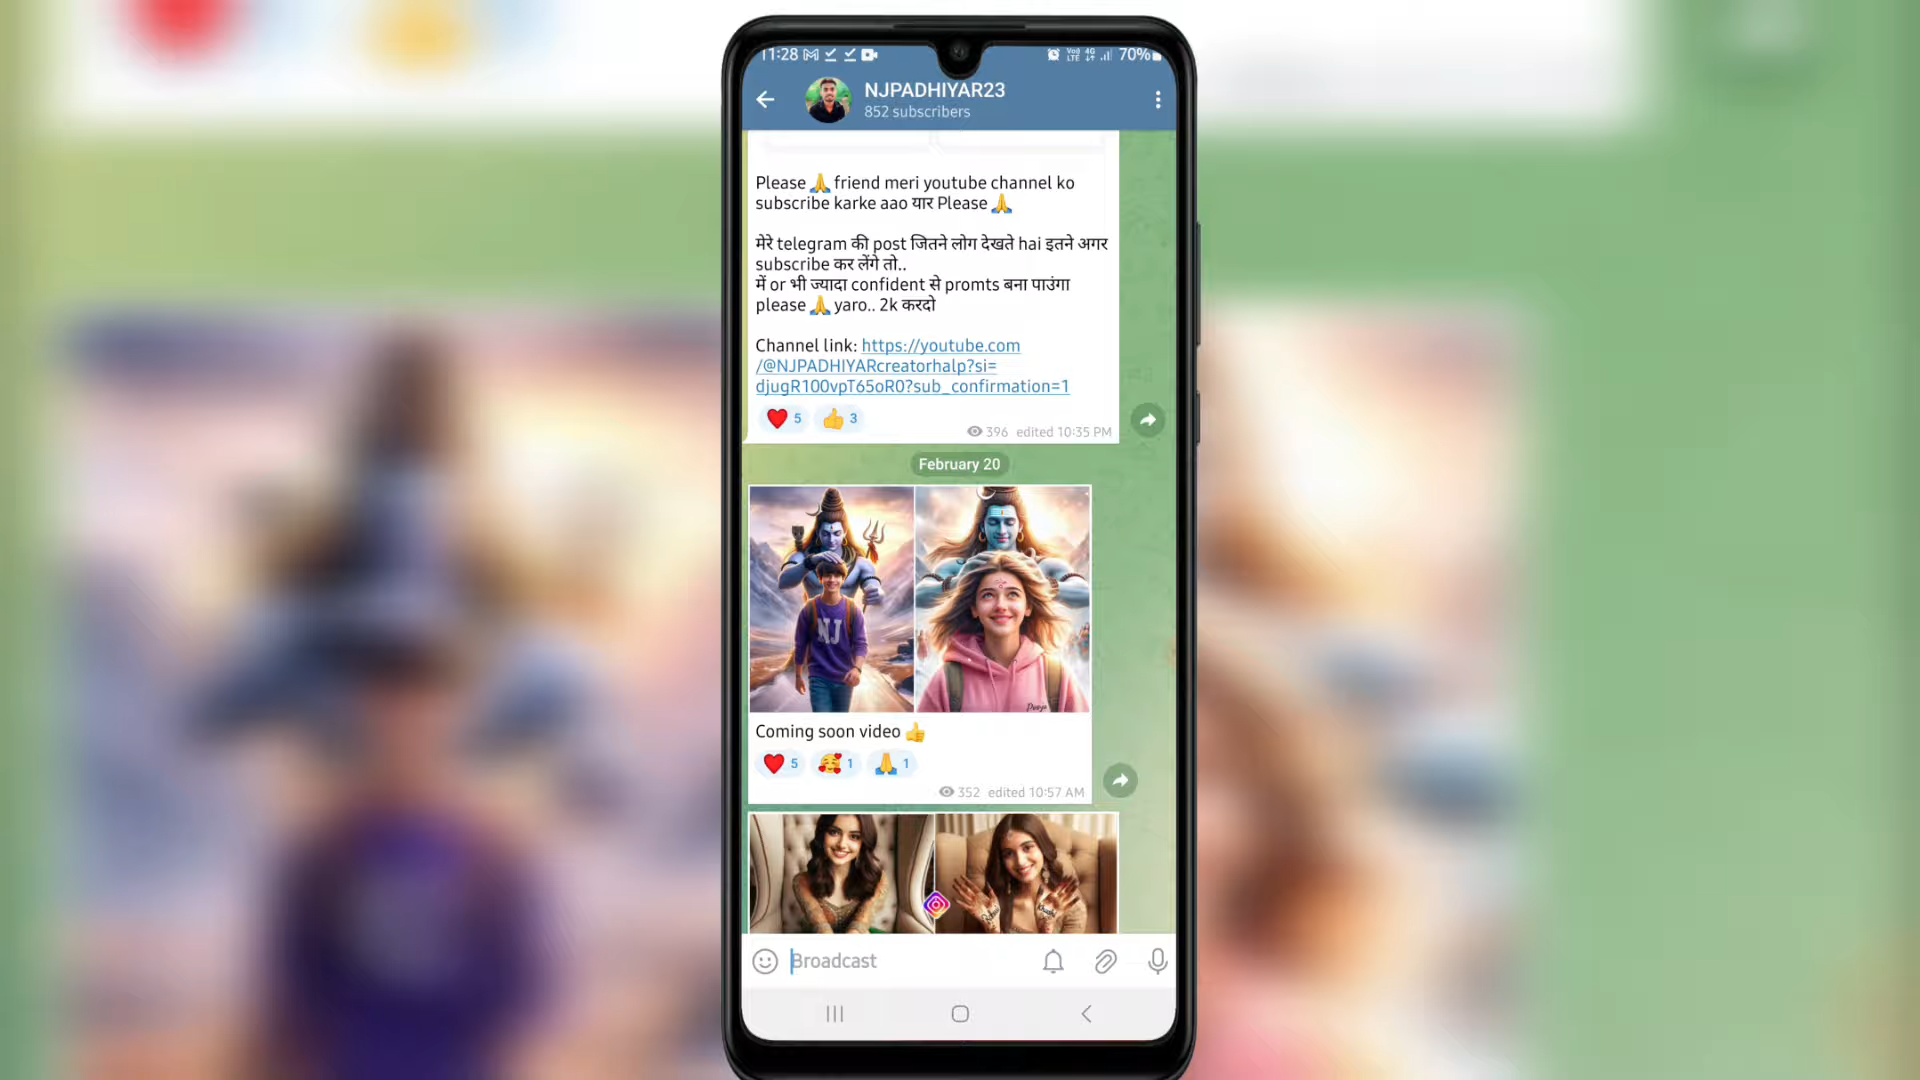 11:28
70%
NJPADHIYAR23
852 subscribers
Please 🙏 friend meri youtube channel ko
subscribe karke aao यार Please 🙏
मेरे telegram की post जितने लोग देखते hai इतने अगर
subscribe कर लेंगे तो..
में or भी ज्यादा confident से promts बना पाउंगा
please 🙏 yaro.. 2k करदो
Channel link: https://youtube.com
/@NJPADHIYARcreatorhalp?si=
djugR100vpT65oR0?sub_confirmation=1
❤️ 5 👍 3
396 edited 10:35 PM
February 20
NJ
Coming soon video 👍
❤️ 5 🥰 1 🙏 1
352 edited 10:57 AM
Broadcast